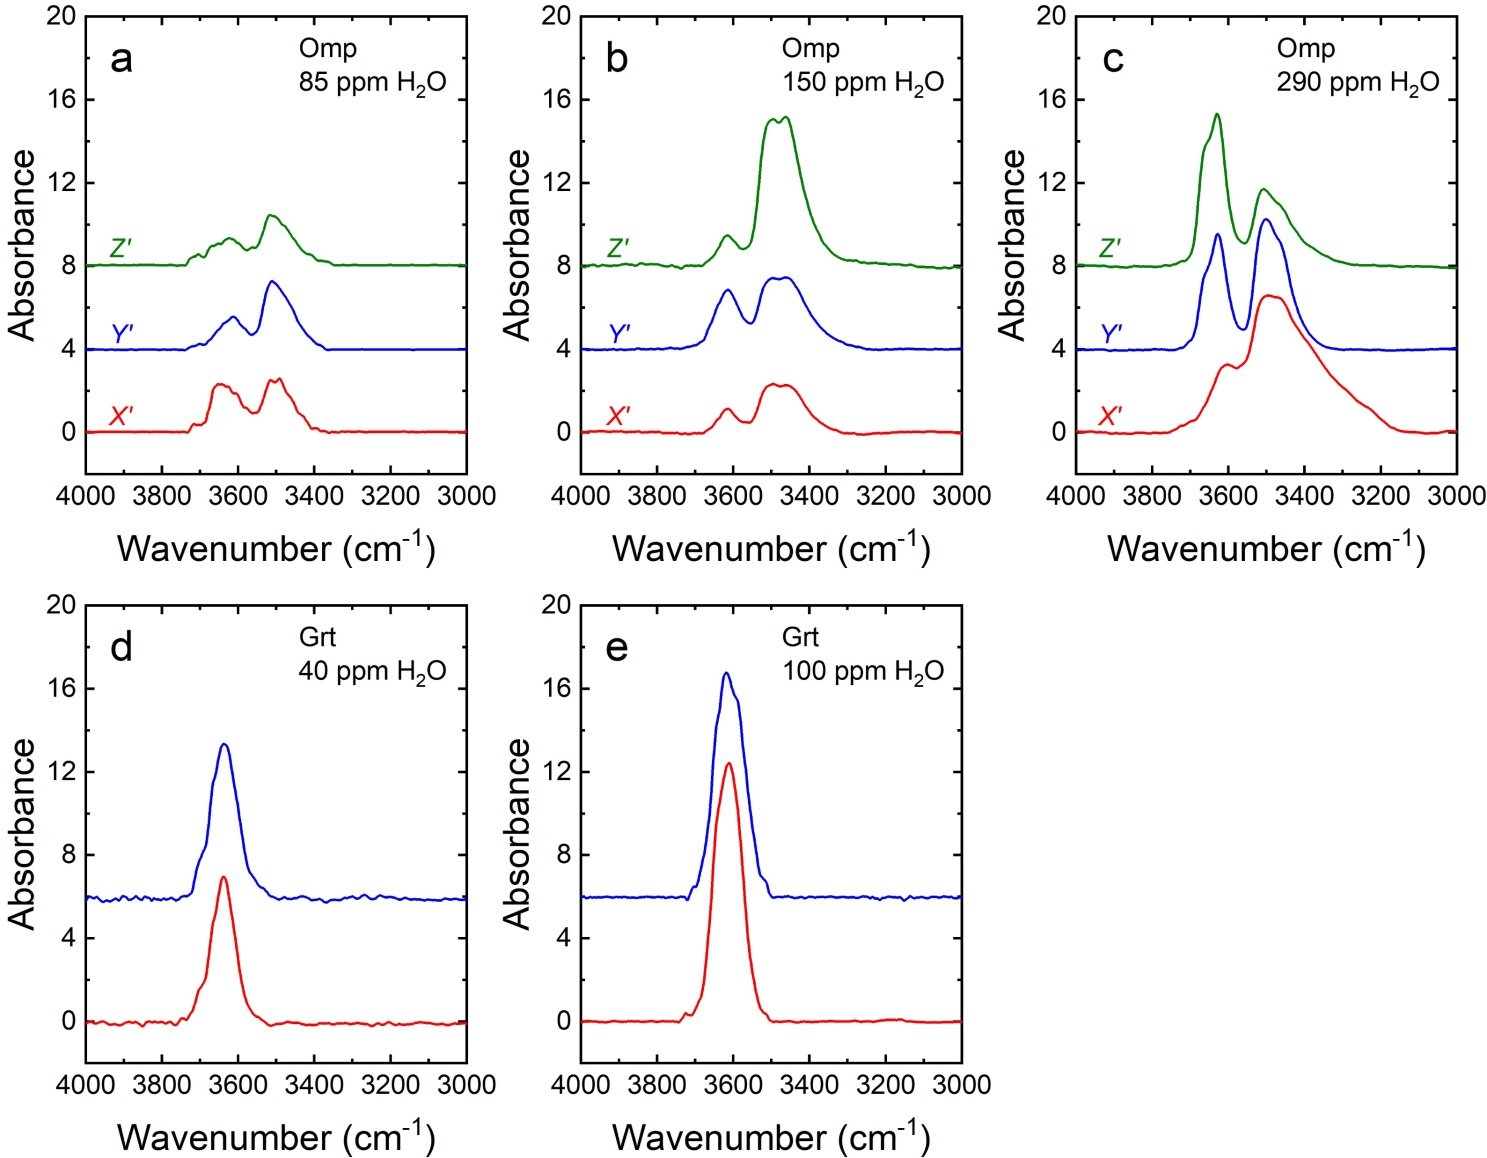 a
Omp
85 ppm H₂O
20
16
12
8
4
0
Z'
Y'
X'
Absorbance
4000 3800 3600 3400 3200 3000
Wavenumber (cm⁻¹)
b
Omp
150 ppm H₂O
20
16
12
8
4
0
Z'
Y'
X'
Absorbance
4000 3800 3600 3400 3200 3000
Wavenumber (cm⁻¹)
c
Omp
290 ppm H₂O
20
16
12
8
4
0
Z'
Y'
X'
Absorbance
4000 3800 3600 3400 3200 3000
Wavenumber (cm⁻¹)
d
Grt
40 ppm H₂O
20
16
12
8
4
0
Absorbance
4000 3800 3600 3400 3200 3000
Wavenumber (cm⁻¹)
e
Grt
100 ppm H₂O
20
16
12
8
4
0
Absorbance
4000 3800 3600 3400 3200 3000
Wavenumber (cm⁻¹)